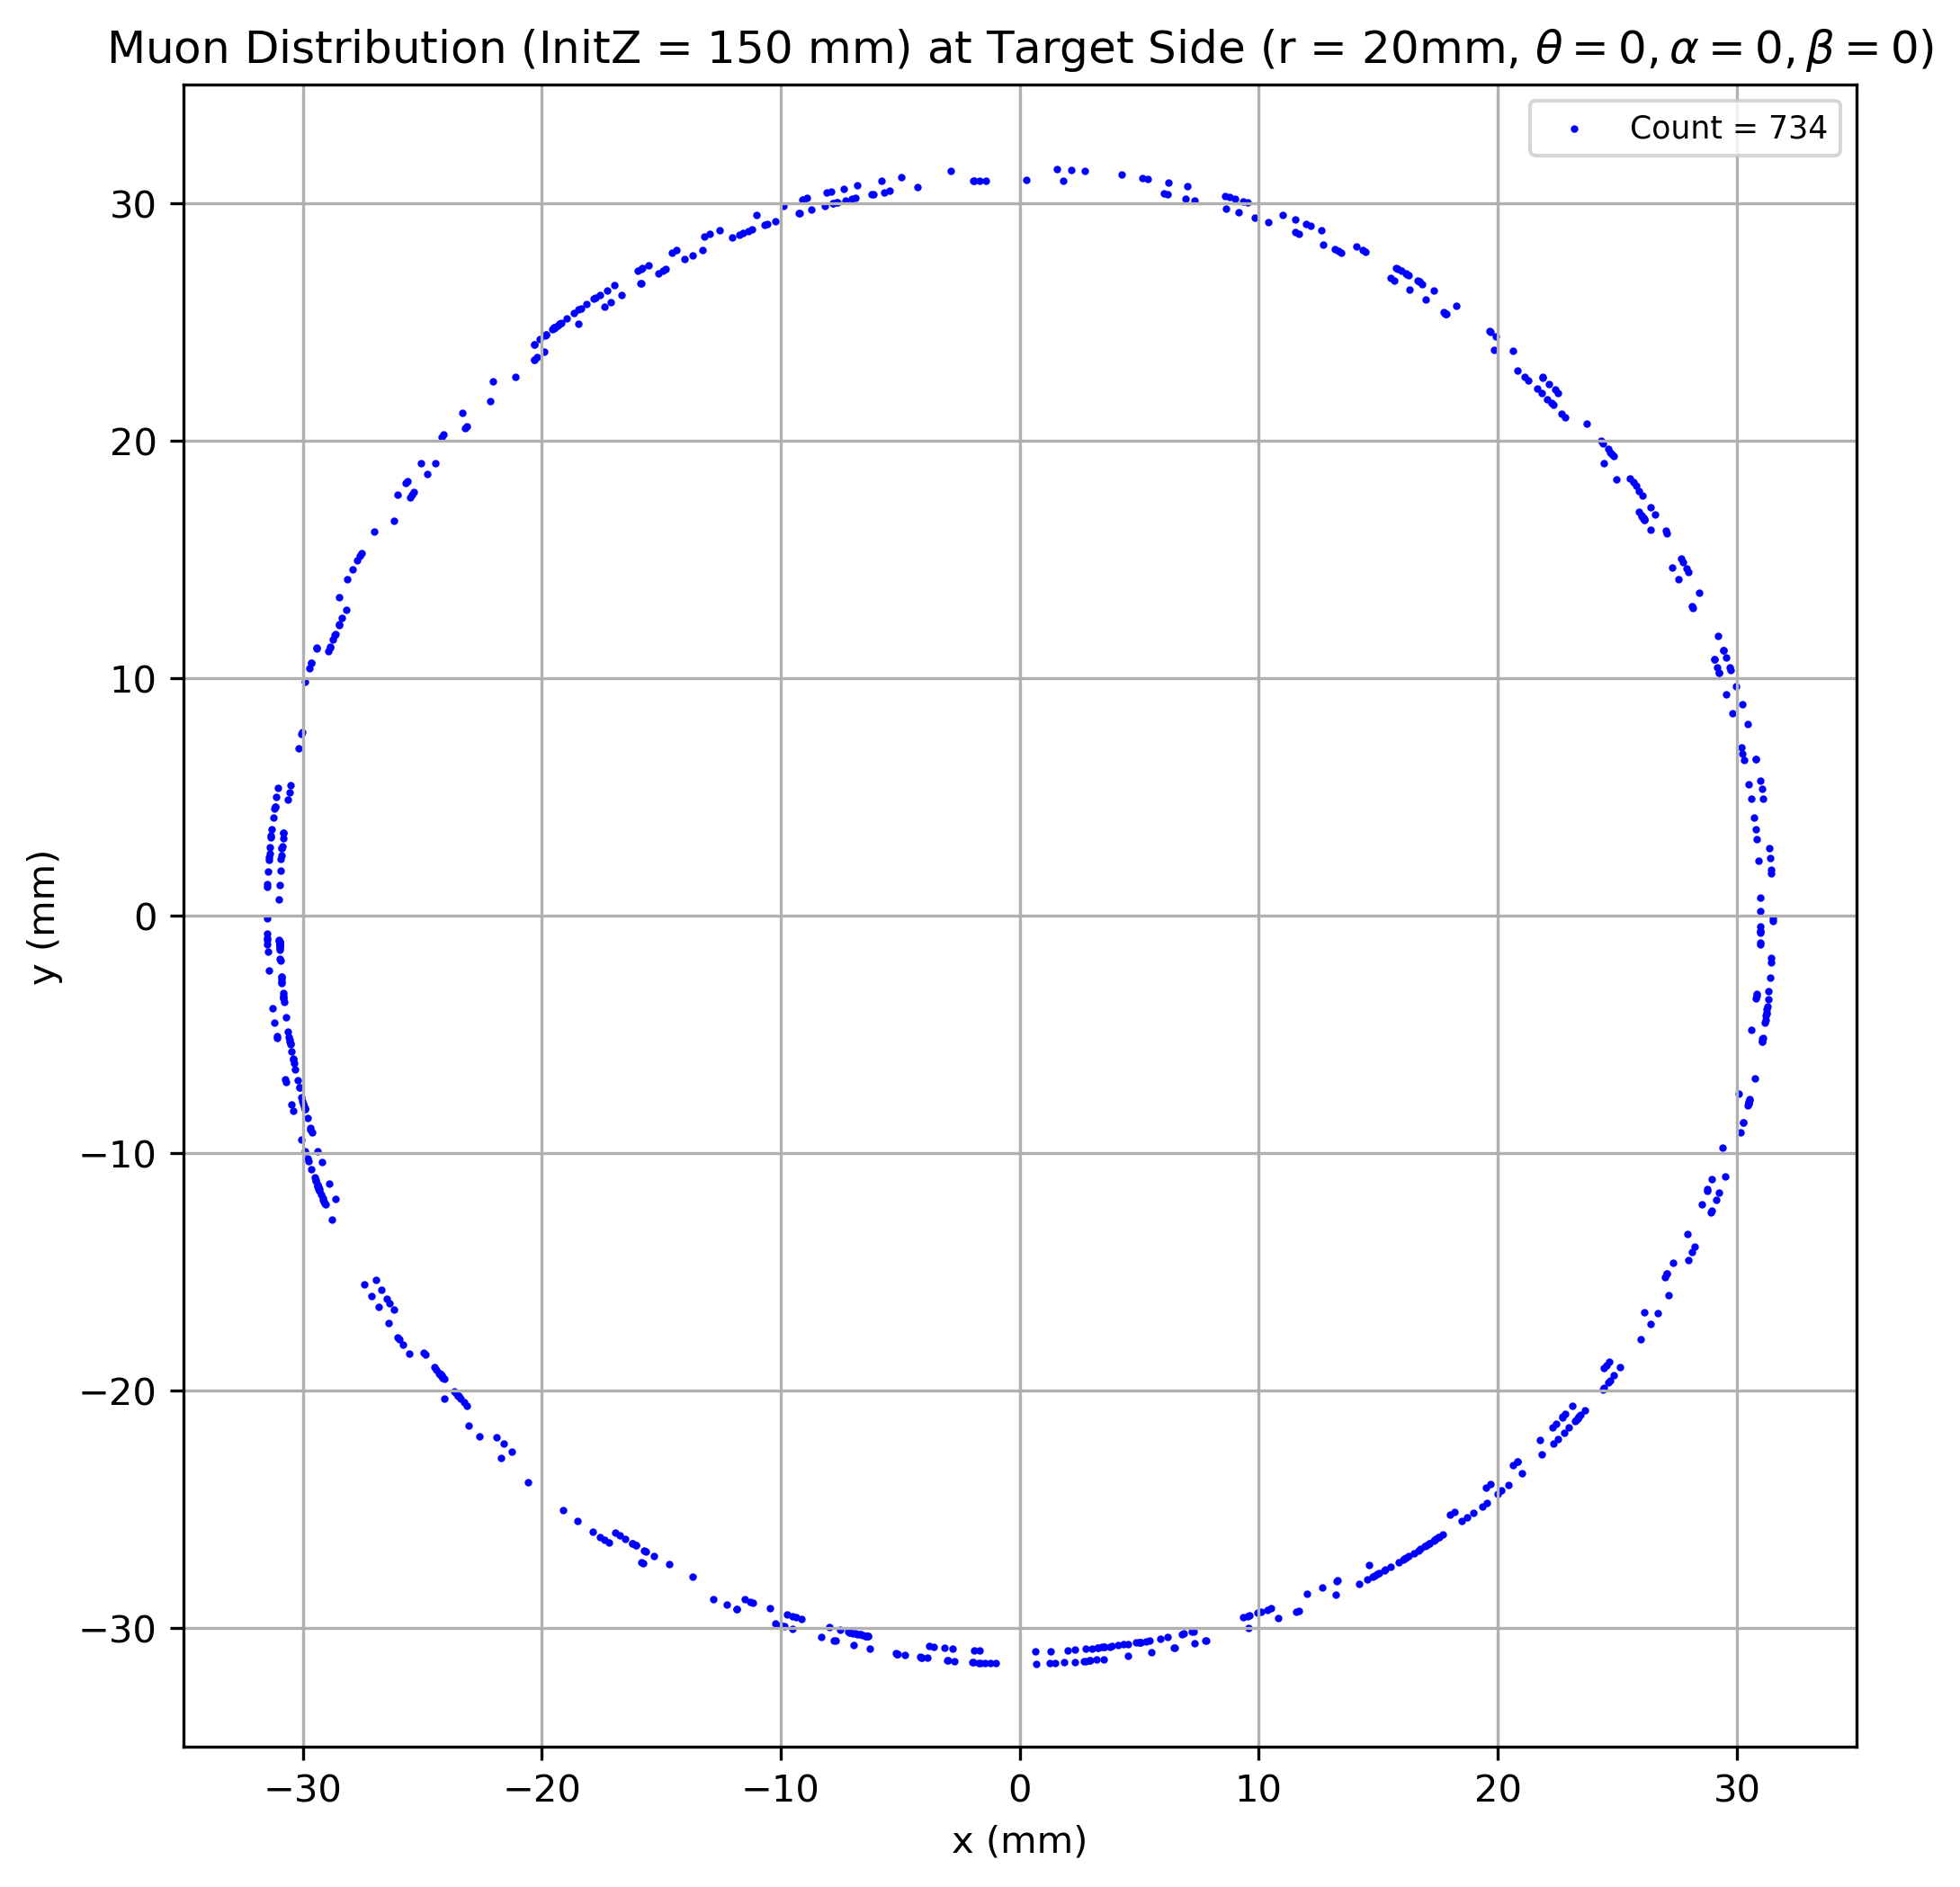 Muon Distribution (InitZ = 150 mm) at Target Side (r = 20mm, θ = 0, α = 0, β = 0)
Count = 734
30
20
10
0
−10
−20
−30
y (mm)
−30 −20 −10 0 10 20 30
x (mm)